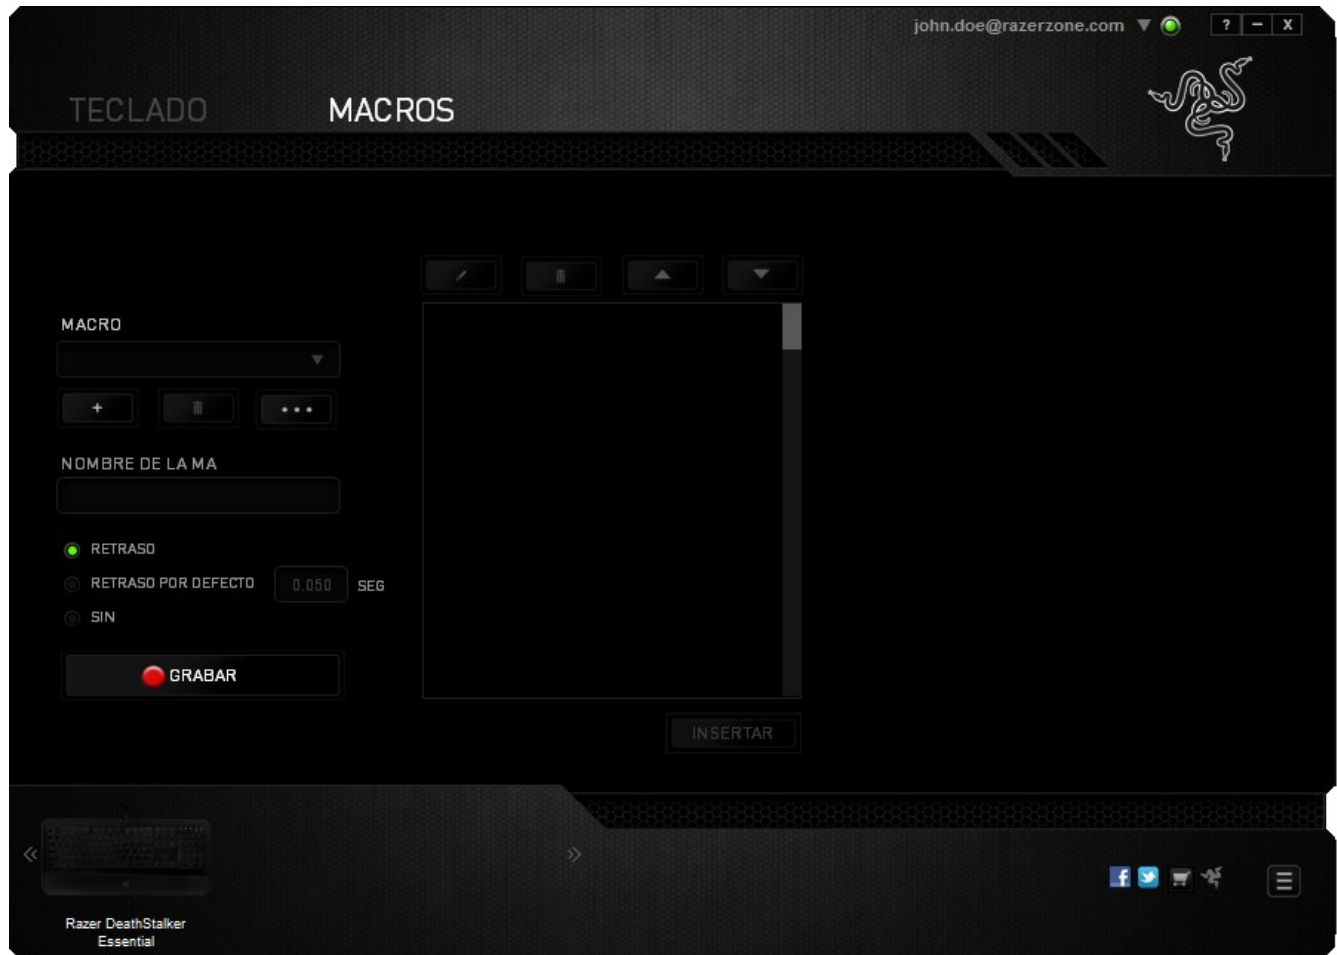 john.doe@razerzone.com
? - X
TECLADO
MACROS
MACRO
+
NOMBRE DE LA MA
RETRASO
RETRASO POR DEFECTO 0.050 SEG
SIN
GRABAR
INSERTAR
Razer DeathStalker
Essential